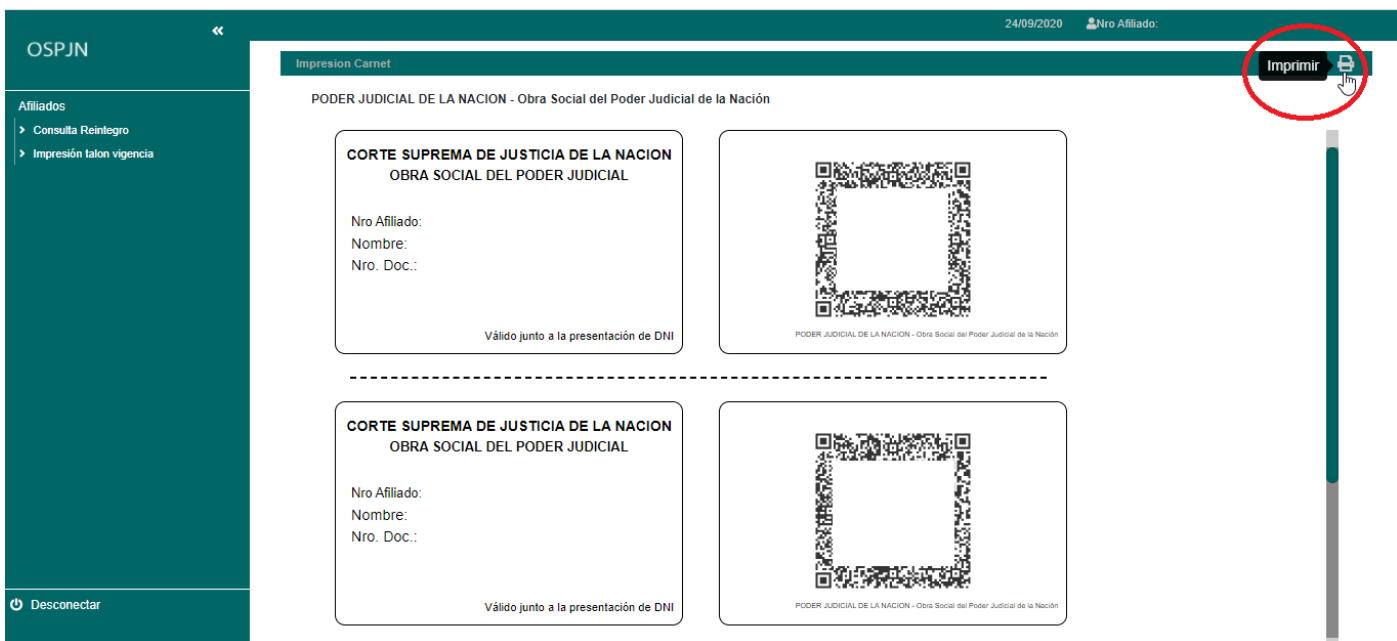 24/09/2020 Nro Afiliado:
OSPJN
Impresion Carnet
Imprimir
Afiliados
Consulta Reintegro
Impresión talon vigencia
PODER JUDICIAL DE LA NACION - Obra Social del Poder Judicial de la Nación
CORTE SUPREMA DE JUSTICIA DE LA NACION
OBRA SOCIAL DEL PODER JUDICIAL
Nro Afiliado:
Nombre:
Nro. Doc.:
Válido junto a la presentación de DNI
PODER JUDICIAL DE LA NACION - Obra Social del Poder Judicial de la Nación
CORTE SUPREMA DE JUSTICIA DE LA NACION
OBRA SOCIAL DEL PODER JUDICIAL
Nro Afiliado:
Nombre:
Nro. Doc.:
Válido junto a la presentación de DNI
PODER JUDICIAL DE LA NACION - Obra Social del Poder Judicial de la Nación
Desconectar